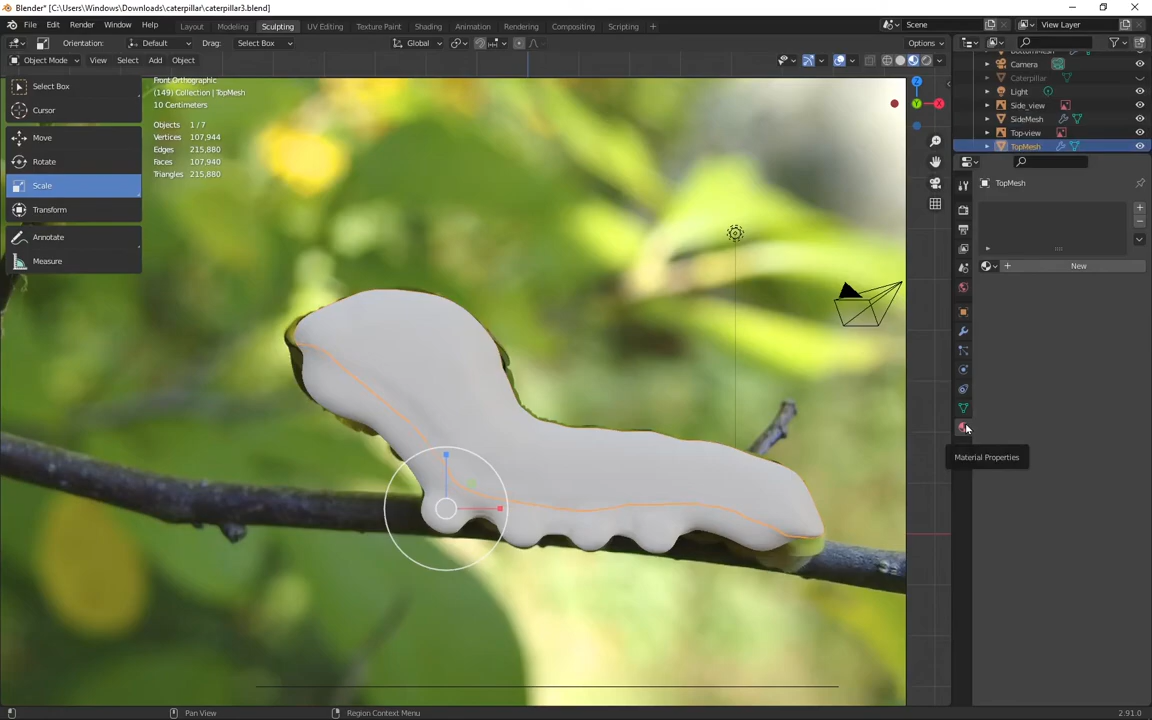 Blender* [C:\Users\Windows\Downloads\caterpillar\caterpillar3.blend]
File Edit Render Window Help Layout Modeling Sculpting UV Editing Texture Paint Shading Animation Rendering Compositing Scripting + Scene View Layer
Orientation: Default Drag: Select Box Global Options
Object Mode View Select Add Object
Front Orthographic
(149) Collection | TopMesh
10 Centimeters
Objects 1 / 7
Vertices 107,944
Edges 215,880
Faces 107,940
Triangles 215,880
Select Box
Cursor
Move
Rotate
Scale
Transform
Annotate
Measure
Z
X
Y
BottomMesh
Camera
Caterpillar
Light
Side_view
SideMesh
Top-view
TopMesh
TopMesh
New
Material Properties
Pan View
Region Context Menu
2.91.0